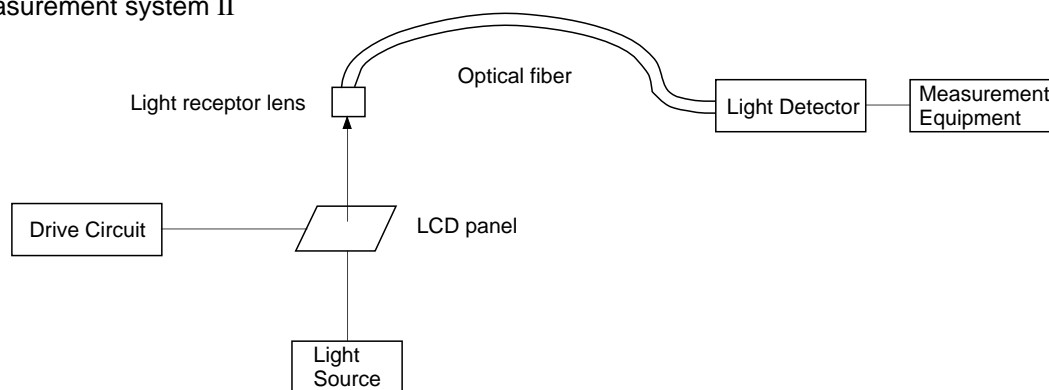 asurement system II
Optical fiber
Light receptor lens
Light Detector
Measurement
Equipment
Drive Circuit
LCD panel
Light
Source